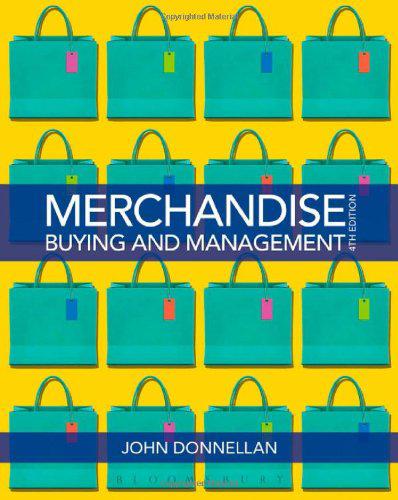 MERCHANDISE
BUYING AND MANAGEMENT
4TH EDITION
JOHN DONNELLAN
BLOOMSBURY